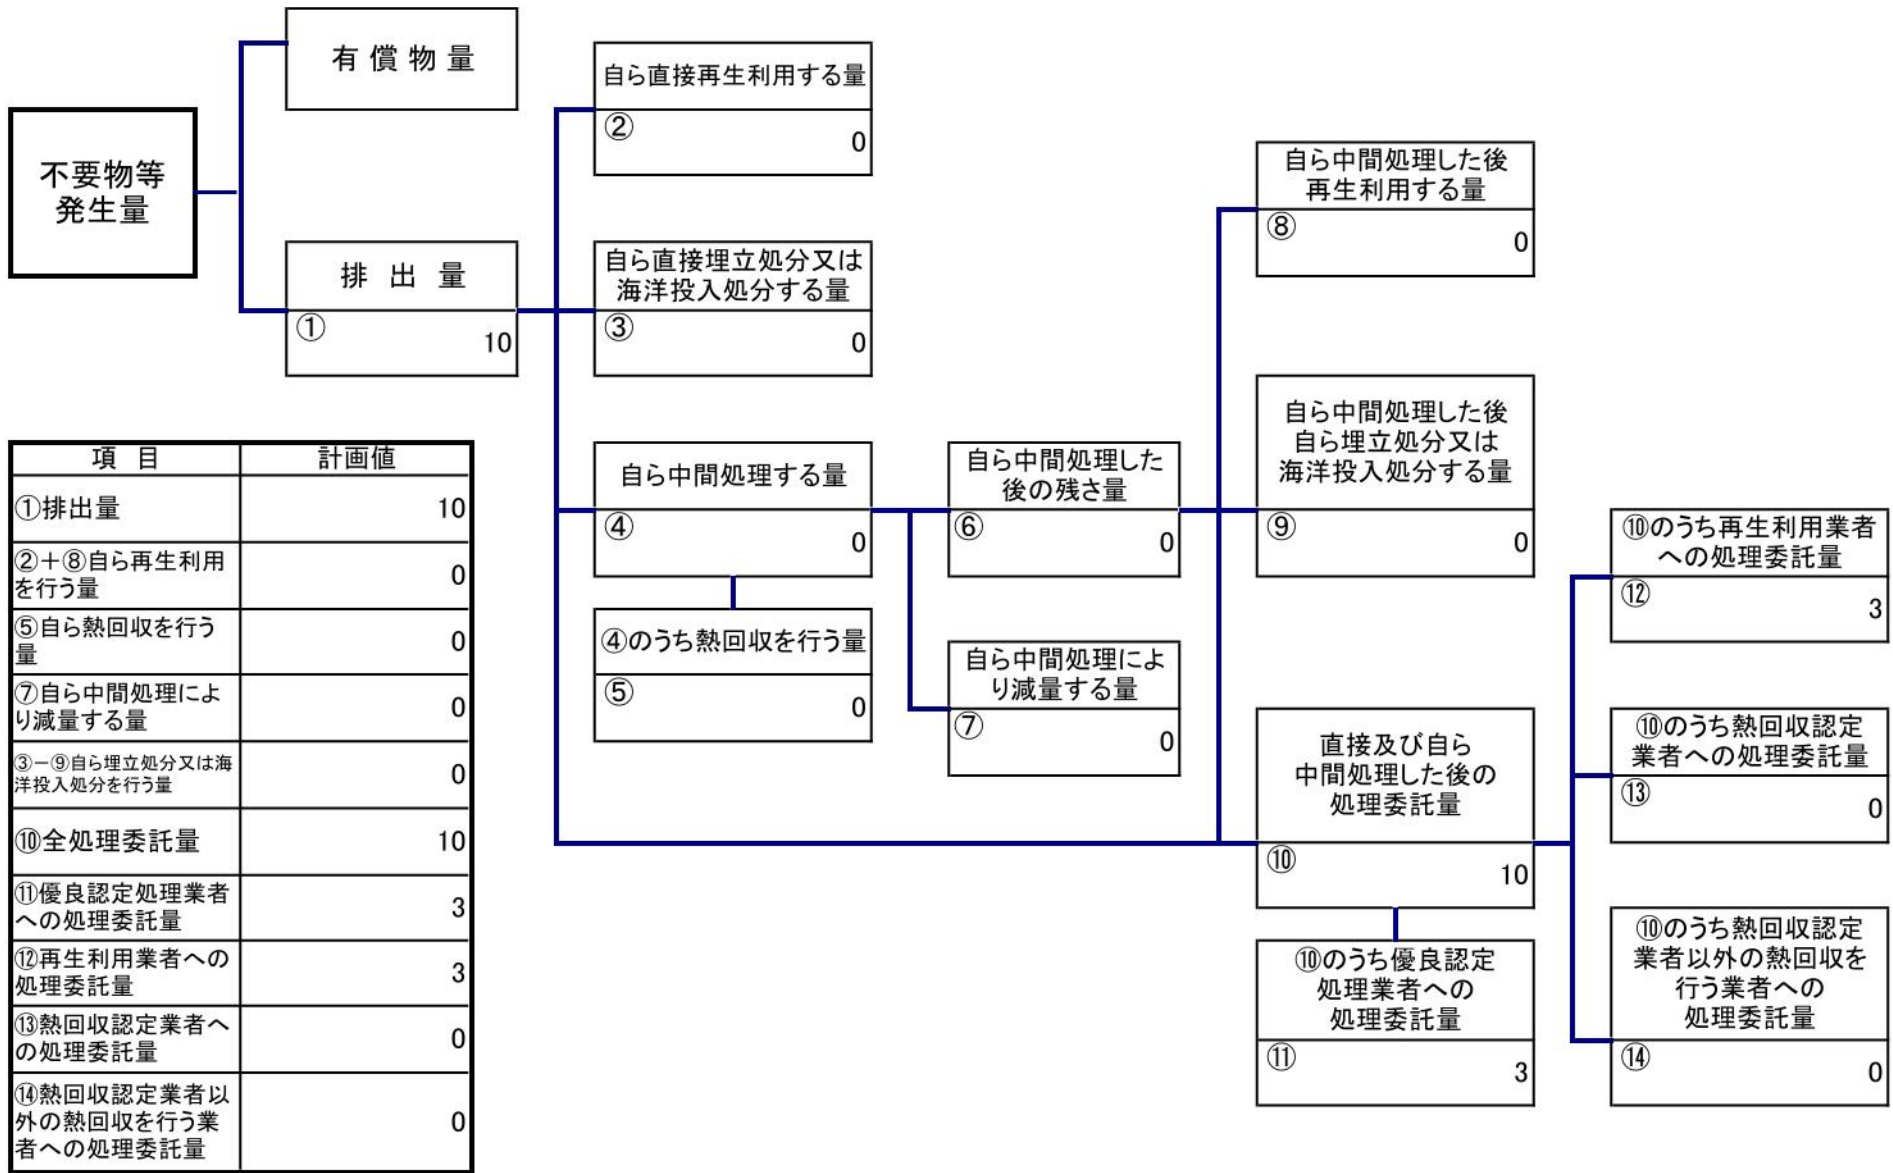 有償物量
不要物等
発生量
排出量
①
10
自ら直接再生利用する量
②
0
自ら直接埋立処分又は
海洋投入処分する量
③
0
自ら中間処理する量
④
0
④のうち熱回収を行う量
⑤
0
自ら中間処理した
後の残さ量
⑥
0
自ら中間処理によ
り減量する量
⑦
0
自ら中間処理した後
再生利用する量
⑧
0
自ら中間処理した後
自ら埋立処分又は
海洋投入処分する量
⑨
0
直接及び自ら
中間処理した後の
処理委託量
⑩
10
⑩のうち優良認定
処理業者への
処理委託量
⑪
3
⑩のうち再生利用業者
への処理委託量
⑫
3
⑩のうち熱回収認定
業者への処理委託量
⑬
0
⑩のうち熱回収認定
業者以外の熱回収を
行う業者への
処理委託量
⑭
0
項目 計画値
①排出量 10
②+⑧自ら再生利用
を行う量 0
⑤自ら熱回収を行う
量 0
⑦自ら中間処理によ
り減量する量 0
③-⑨自ら埋立処分又は海
洋投入処分を行う量 0
⑩全処理委託量 10
⑪優良認定処理業者
への処理委託量 3
⑫再生利用業者への
処理委託量 3
⑬熱回収認定業者へ
の処理委託量 0
⑭熱回収認定業者以
外の熱回収を行う業
者への処理委託量 0